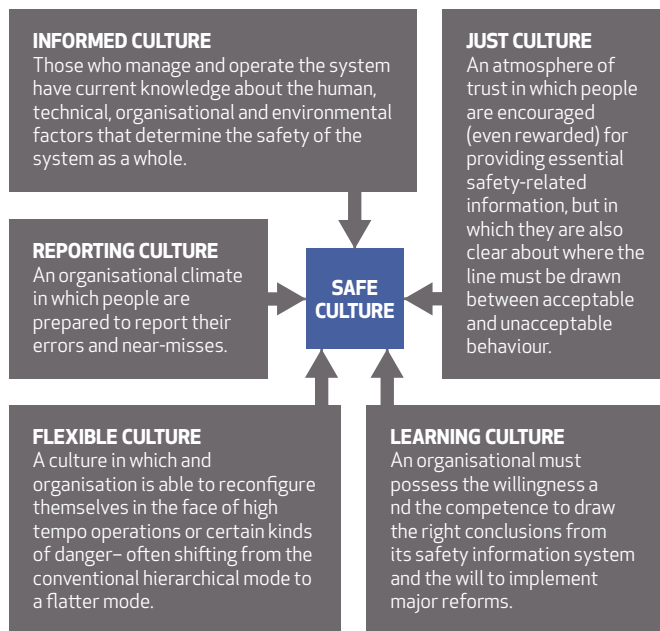 INFORMED CULTURE
Those who manage and operate the system
have current knowledge about the human,
technical, organisational and environmental
factors that determine the safety of the
system as a whole.
JUST CULTURE
An atmosphere of
trust in which people
are encouraged
(even rewarded) for
providing essential
safety-related
information, but in
which they are also
clear about where the
line must be drawn
between acceptable
and unacceptable
behaviour.
REPORTING CULTURE
An organisational climate
in which people are
prepared to report their
errors and near-misses.
SAFE
CULTURE
FLEXIBLE CULTURE
A culture in which and
organisation is able to reconfigure
themselves in the face of high
tempo operations or certain kinds
of danger– often shifting from the
conventional hierarchical mode to
a flatter mode.
LEARNING CULTURE
An organisational must
possess the willingness a
nd the competence to draw
the right conclusions from
its safety information system
and the will to implement
major reforms.